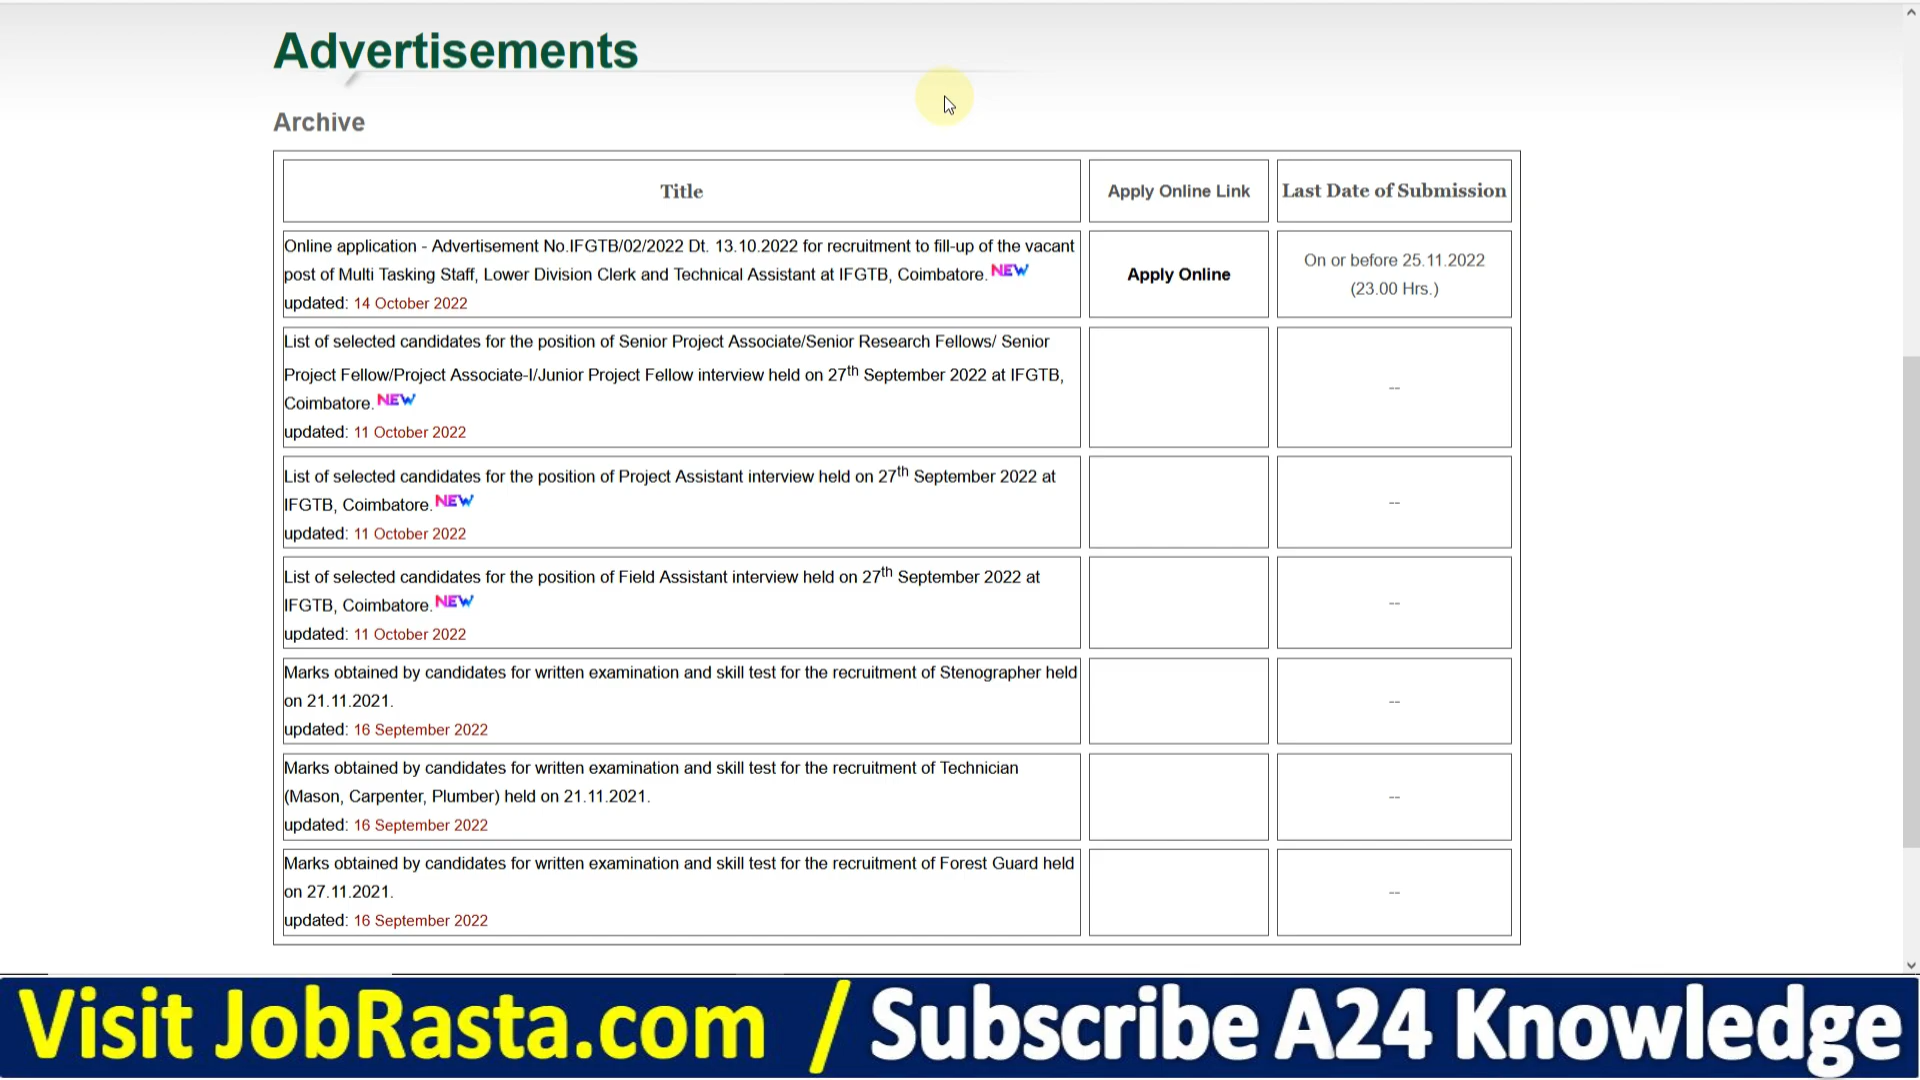 Advertisements
Archive
Title
Apply Online Link
Last Date of Submission
Online application - Advertisement No.IFGTB/02/2022 Dt. 13.10.2022 for recruitment to fill-up of the vacant
post of Multi Tasking Staff, Lower Division Clerk and Technical Assistant at IFGTB, Coimbatore. NEW
updated: 14 October 2022
Apply Online
On or before 25.11.2022
(23.00 Hrs.)
List of selected candidates for the position of Senior Project Associate/Senior Research Fellows/ Senior
Project Fellow/Project Associate-I/Junior Project Fellow interview held on 27th September 2022 at IFGTB,
Coimbatore. NEW
updated: 11 October 2022
--
List of selected candidates for the position of Project Assistant interview held on 27th September 2022 at
IFGTB, Coimbatore. NEW
updated: 11 October 2022
--
List of selected candidates for the position of Field Assistant interview held on 27th September 2022 at
IFGTB, Coimbatore. NEW
updated: 11 October 2022
--
Marks obtained by candidates for written examination and skill test for the recruitment of Stenographer held
on 21.11.2021.
updated: 16 September 2022
--
Marks obtained by candidates for written examination and skill test for the recruitment of Technician
(Mason, Carpenter, Plumber) held on 21.11.2021.
updated: 16 September 2022
--
Marks obtained by candidates for written examination and skill test for the recruitment of Forest Guard held
on 27.11.2021.
updated: 16 September 2022
--
Visit JobRasta.com / Subscribe A24 Knowledge